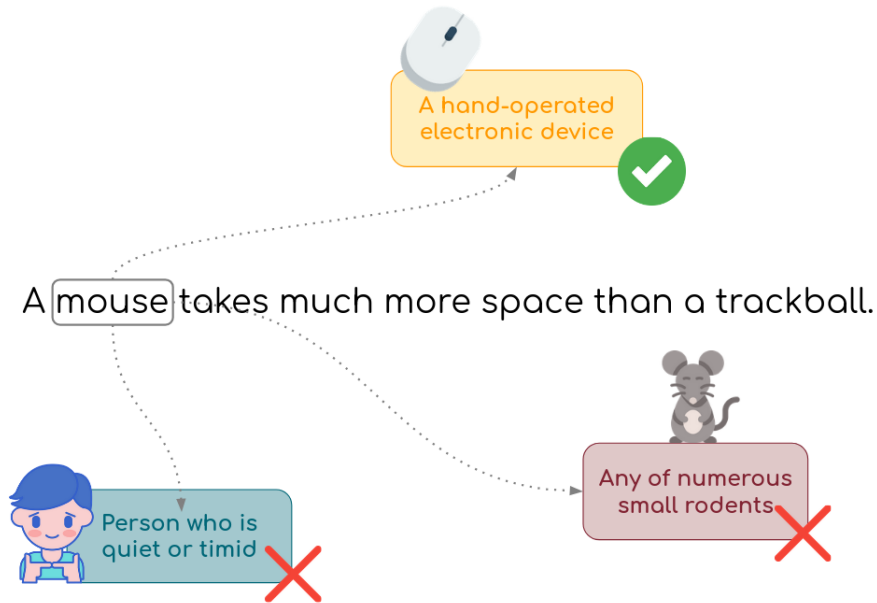 A hand-operated
electronic device
A mouse takes much more space than a trackball.
Any of numerous
small rodents
Person who is
quiet or timid